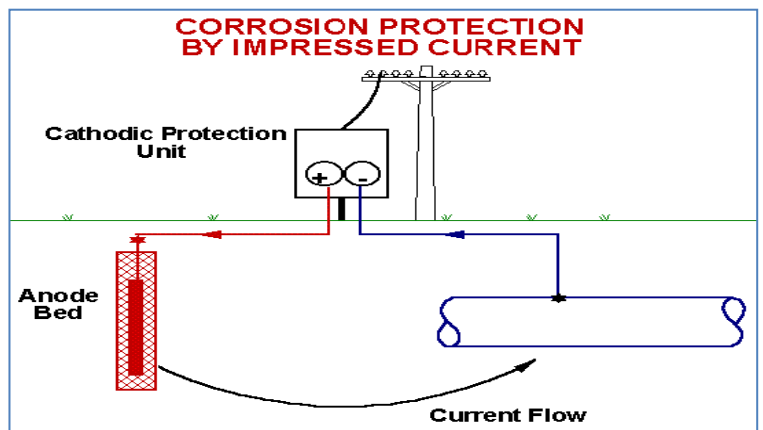 CORROSION PROTECTION
BY IMPRESSED CURRENT
Cathodic Protection
Unit
+ -
Anode
Bed
Current Flow